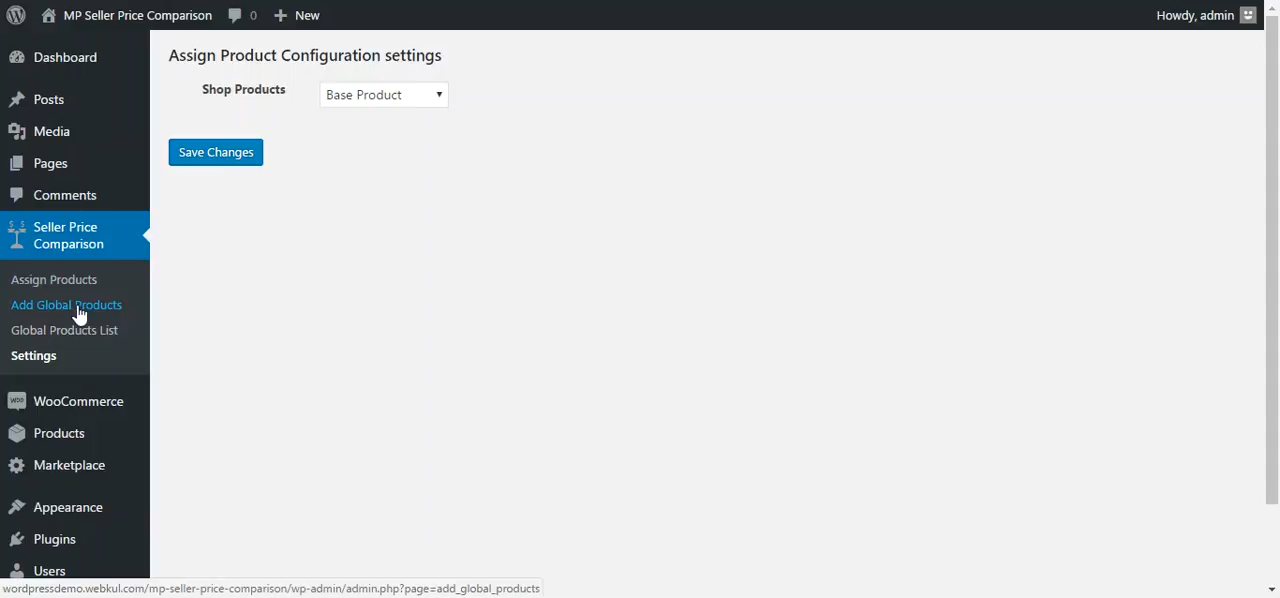 MP Seller Price Comparison 0 New Howdy, admin
Dashboard
Posts
Media
Pages
Comments
Seller Price
Comparison
Assign Products
Add Global Products
Global Products List
Settings
WooCommerce
Products
Marketplace
Appearance
Plugins
Users
Assign Product Configuration settings
Shop Products Base Product
Save Changes
wordpressdemo.webkul.com/mp-seller-price-comparison/wp-admin/admin.php?page=add_global_products